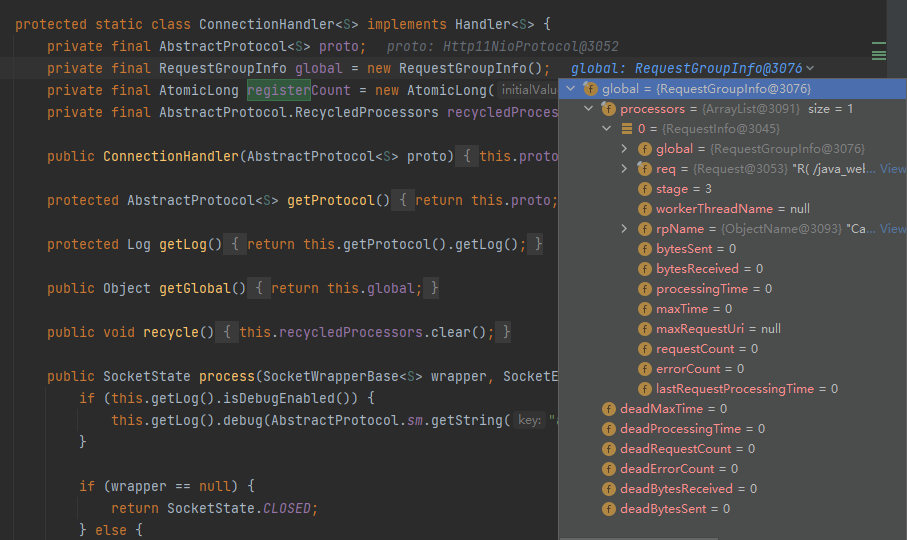 protected static class ConnectionHandler<S> implements Handler<S> {
private final AbstractProtocol<S> proto;   proto: Http11NioProtocol@3052
private final RequestGroupInfo global = new RequestGroupInfo();   global: RequestGroupInfo@3076
private final AtomicLong registerCount = new AtomicLong( initialValu
private final AbstractProtocol.RecycledProcessors recycledProces
public ConnectionHandler(AbstractProtocol<S> proto) { this.proto
protected AbstractProtocol<S> getProtocol() { return this.proto;
protected Log getLog() { return this.getProtocol().getLog(); }
public Object getGlobal() { return this.global; }
public void recycle() { this.recycledProcessors.clear(); }
public SocketState process(SocketWrapperBase<S> wrapper, SocketE
if (this.getLog().isDebugEnabled()) {
this.getLog().debug(AbstractProtocol.sm.getString( key: "a
}
if (wrapper == null) {
return SocketState.CLOSED;
} else {
global = {RequestGroupInfo@3076}
processors = {ArrayList@3091}  size = 1
0 = {RequestInfo@3045}
global = {RequestGroupInfo@3076}
req = {Request@3053} "R( /java_wel... View
stage = 3
workerThreadName = null
rpName = {ObjectName@3093} "Ca... View
bytesSent = 0
bytesReceived = 0
processingTime = 0
maxTime = 0
maxRequestUri = null
requestCount = 0
errorCount = 0
lastRequestProcessingTime = 0
deadMaxTime = 0
deadProcessingTime = 0
deadRequestCount = 0
deadErrorCount = 0
deadBytesReceived = 0
deadBytesSent = 0